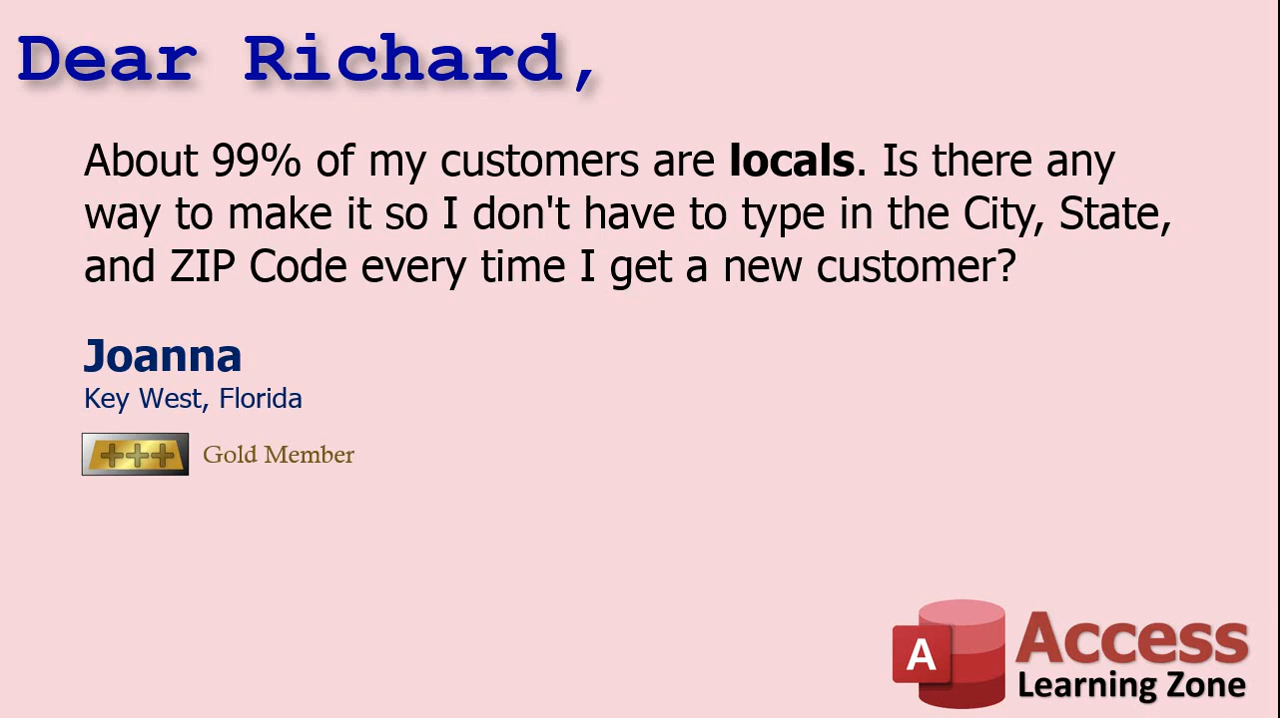 Dear Richard,
About 99% of my customers are locals. Is there any
way to make it so I don't have to type in the City, State,
and ZIP Code every time I get a new customer?
Joanna
Key West, Florida
+++ Gold Member
A Access
Learning Zone